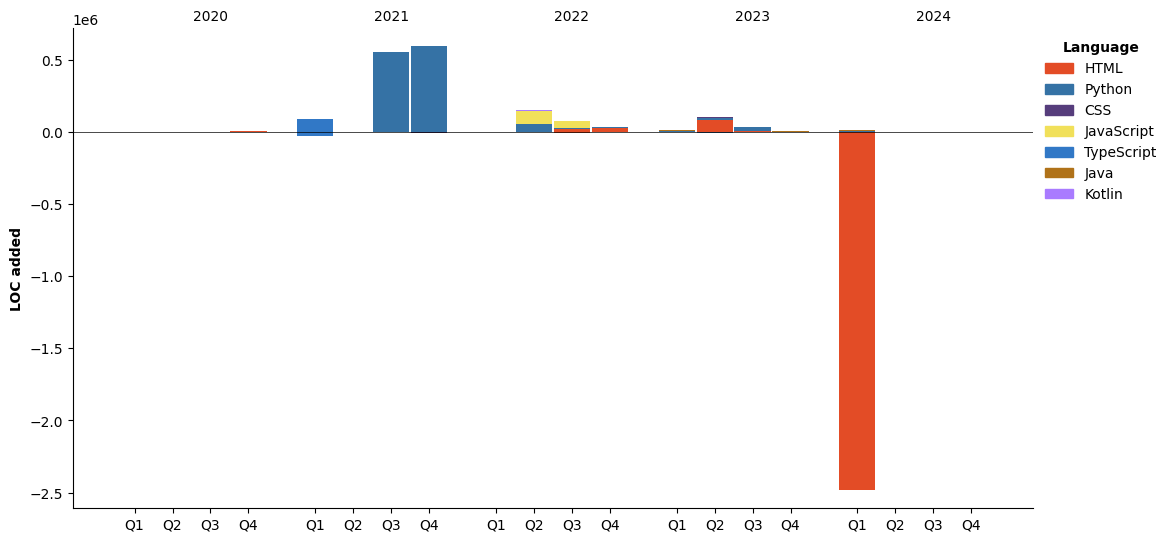 2020 2021 2022 2023 2024
1e6
Language
HTML
Python
CSS
JavaScript
TypeScript
Java
Kotlin
LOC added
0.5
0.0
−0.5
−1.0
−1.5
−2.0
−2.5
Q1 Q2 Q3 Q4 Q1 Q2 Q3 Q4 Q1 Q2 Q3 Q4 Q1 Q2 Q3 Q4 Q1 Q2 Q3 Q4